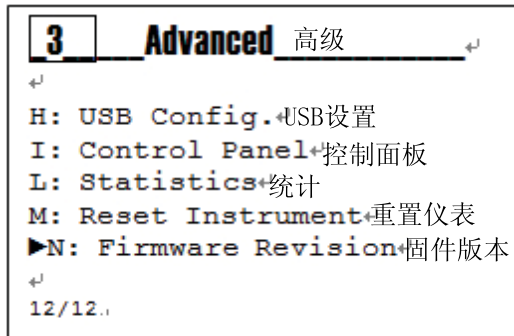 3 Advanced 高级
H: USB Config. USB设置
I: Control Panel 控制面板
L: Statistics 统计
M: Reset Instrument 重置仪表
▶N: Firmware Revision 固件版本
12/12.